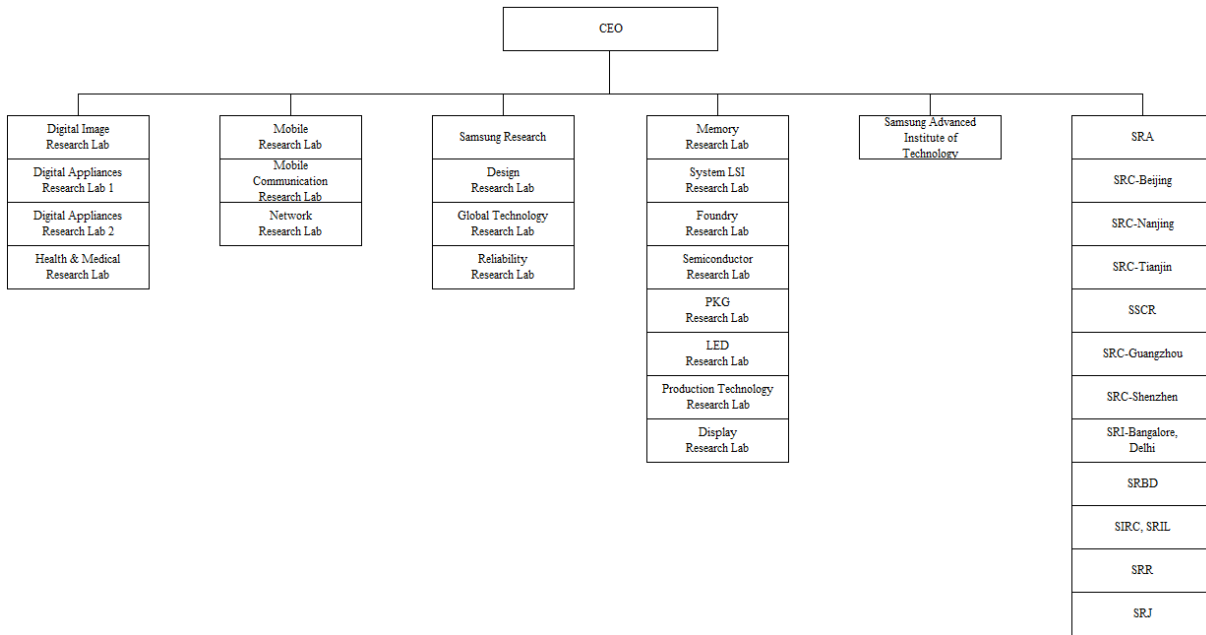 CEO
Digital Image
Research Lab
Digital Appliances
Research Lab 1
Digital Appliances
Research Lab 2
Health & Medical
Research Lab
Mobile
Research Lab
Mobile
Communication
Research Lab
Network
Research Lab
Samsung Research
Design
Research Lab
Global Technology
Research Lab
Reliability
Research Lab
Memory
Research Lab
System LSI
Research Lab
Foundry
Research Lab
Semiconductor
Research Lab
PKG
Research Lab
LED
Research Lab
Production Technology
Research Lab
Display
Research Lab
Samsung Advanced
Institute of
Technology
SRA
SRC-Beijing
SRC-Nanjing
SRC-Tianjin
SSCR
SRC-Guangzhou
SRC-Shenzhen
SRI-Bangalore,
Delhi
SRBD
SIRC, SRIL
SRR
SRJ